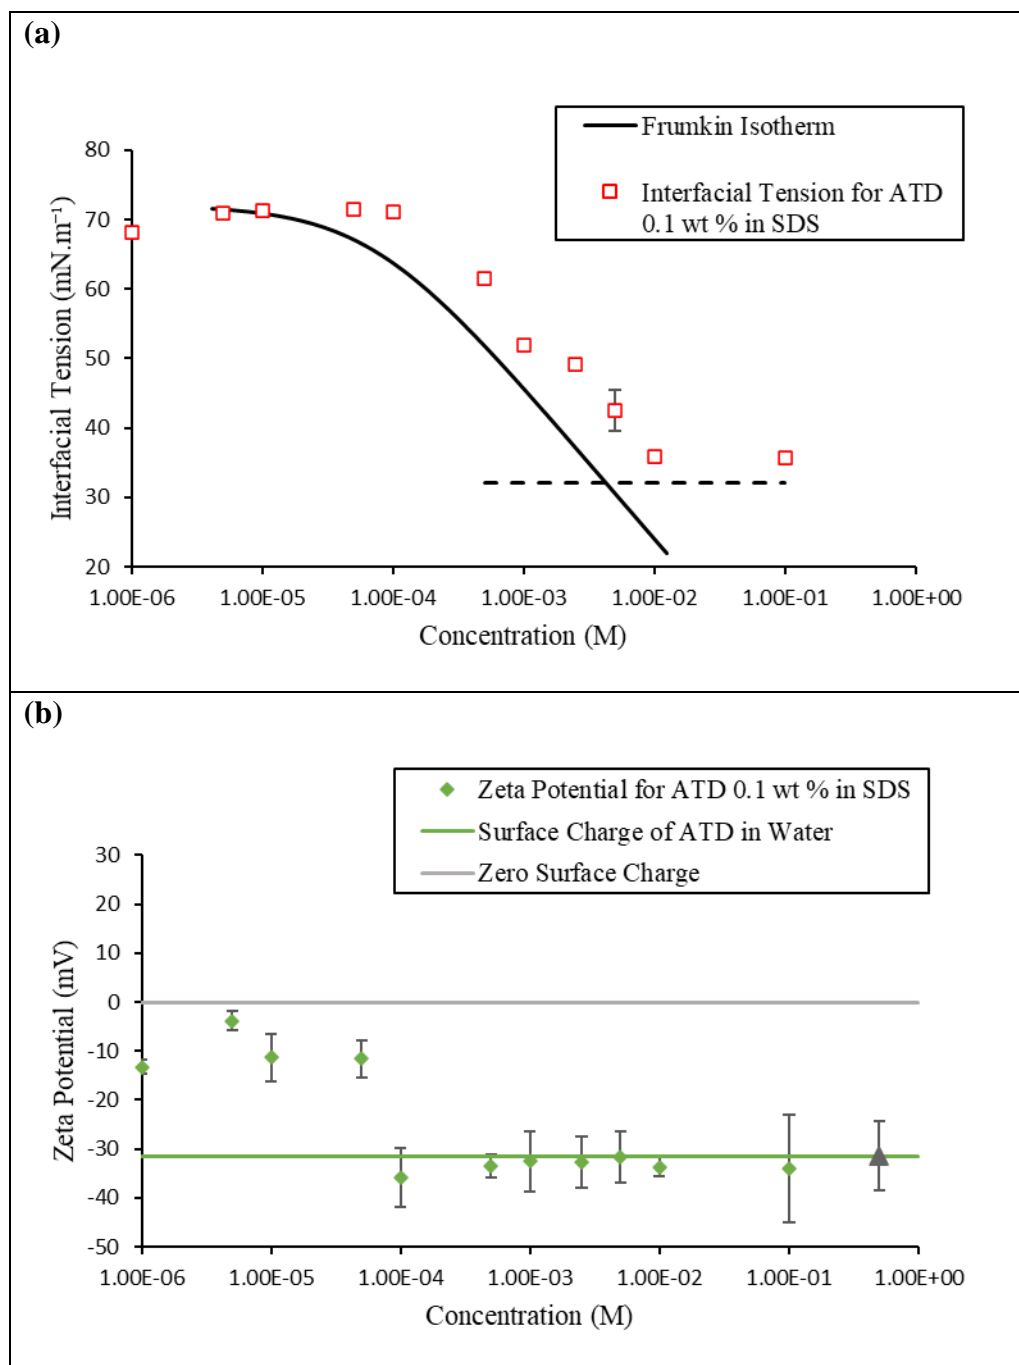 (a)
Frumkin Isotherm
Interfacial Tension for ATD
0.1 wt % in SDS
Interfacial Tension (mN.m⁻¹)
80
70
60
50
40
30
20
1.00E-06 1.00E-05 1.00E-04 1.00E-03 1.00E-02 1.00E-01 1.00E+00
Concentration (M)
(b)
Zeta Potential for ATD 0.1 wt % in SDS
Surface Charge of ATD in Water
Zero Surface Charge
Zeta Potential (mV)
30
20
10
0
-10
-20
-30
-40
-50
1.00E-06 1.00E-05 1.00E-04 1.00E-03 1.00E-02 1.00E-01 1.00E+00
Concentration (M)